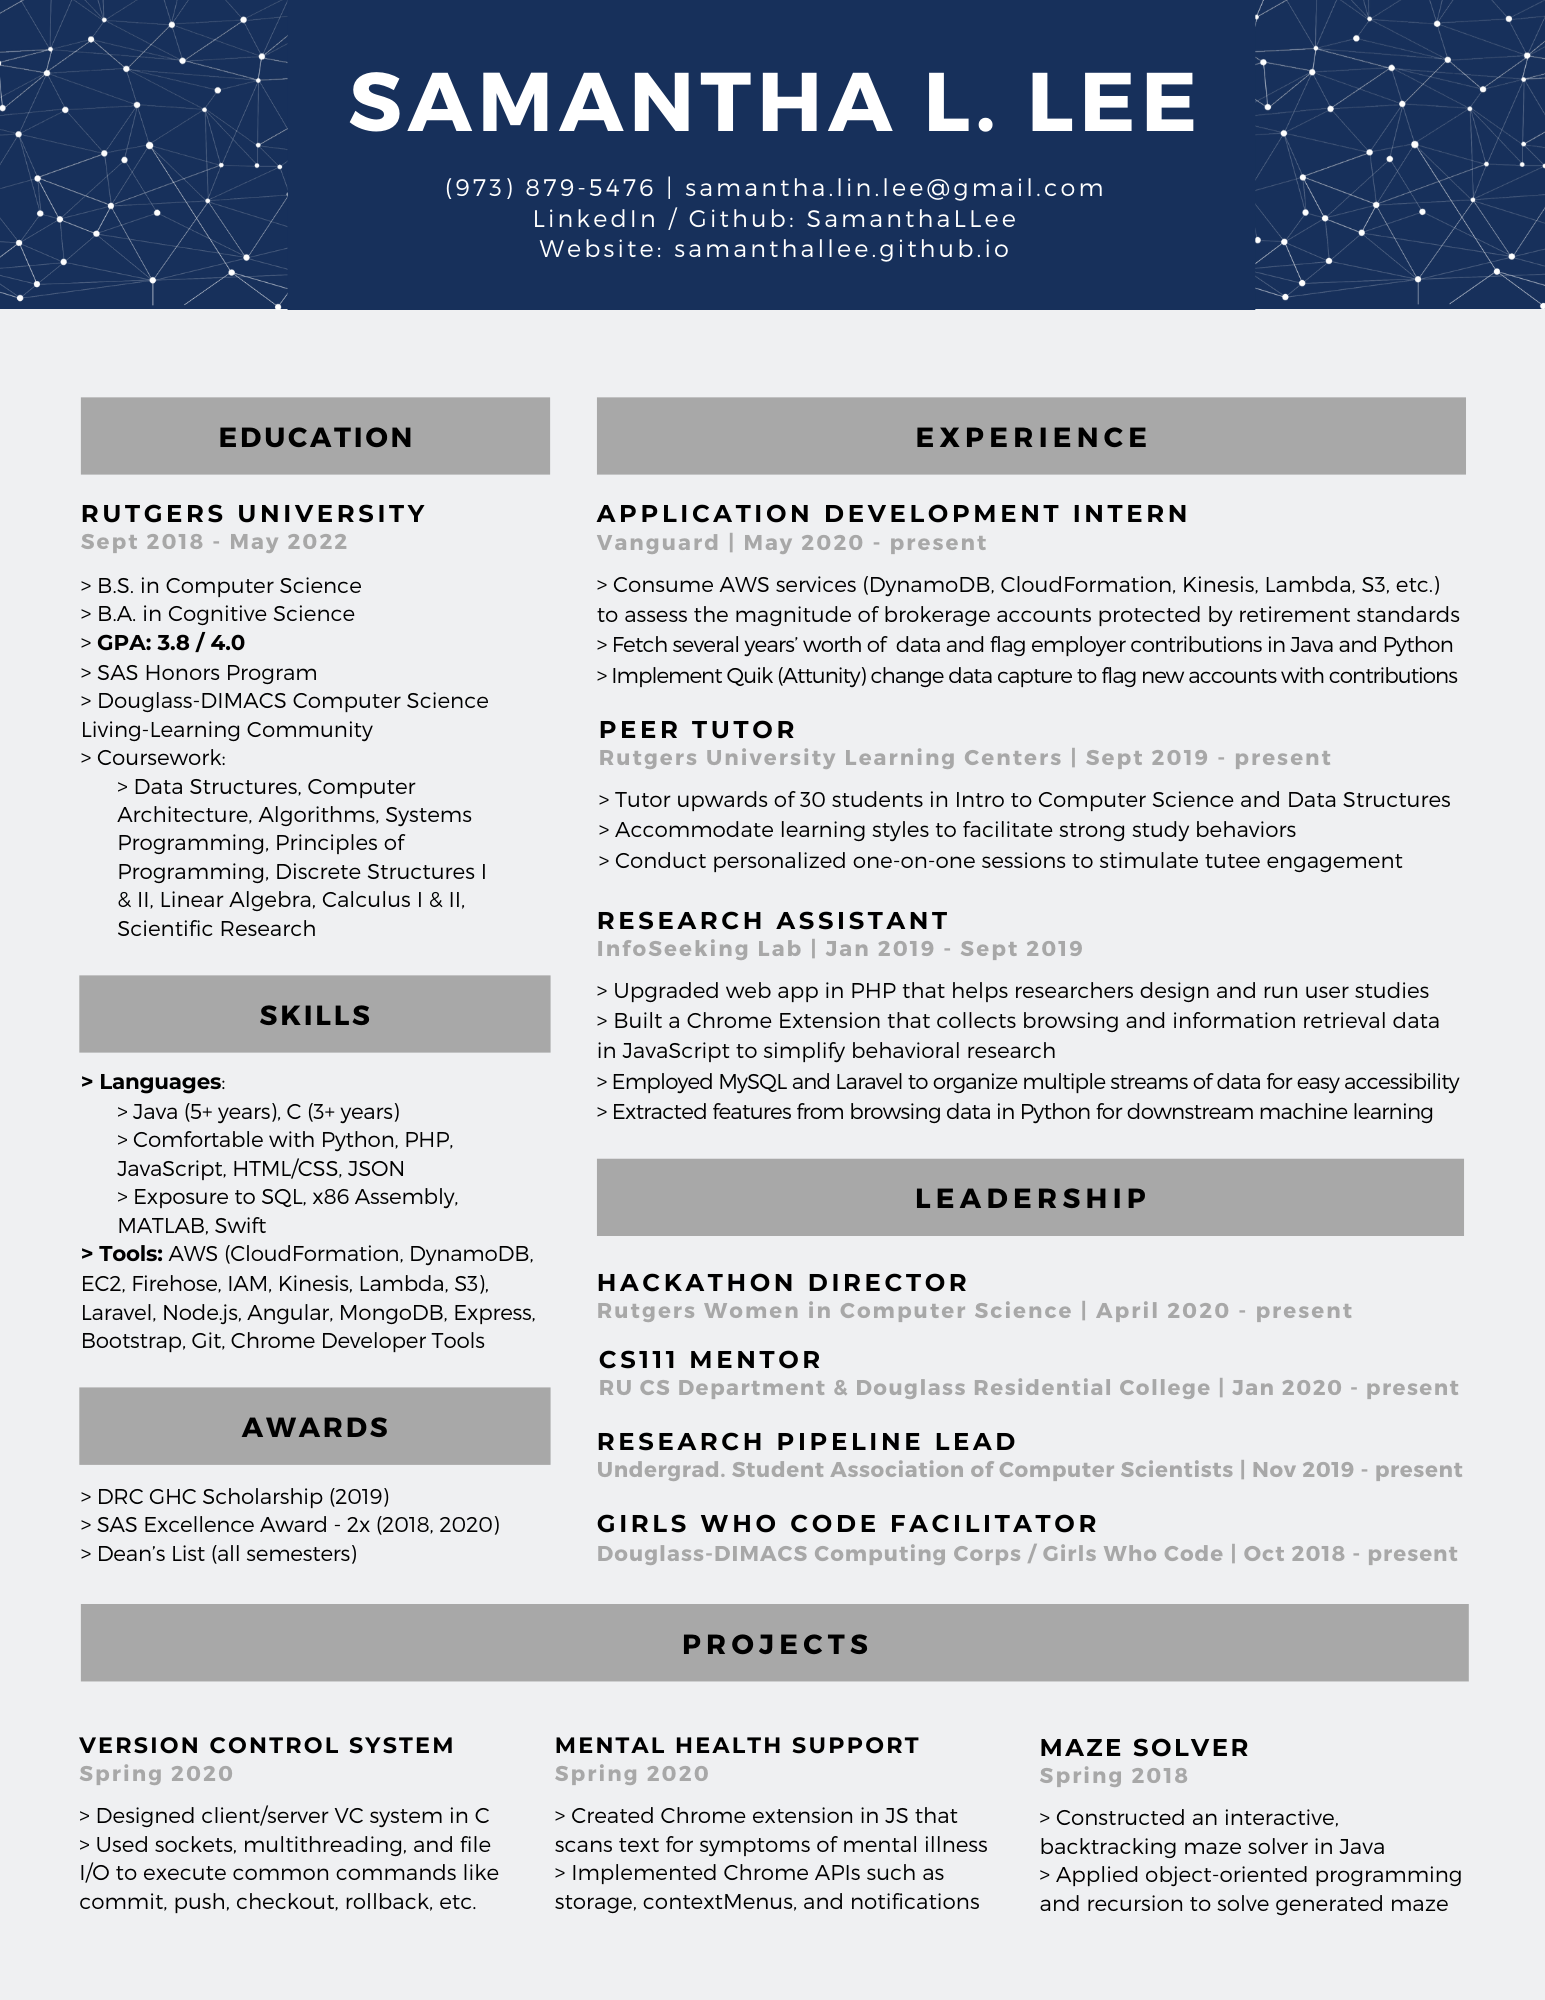 SAMANTHA L. LEE
(973) 879-5476 | samantha.lin.lee@gmail.com
LinkedIn / Github: SamanthaLLee
Website: samanthallee.github.io
EDUCATION
RUTGERS UNIVERSITY
Sept 2018 - May 2022
> B.S. in Computer Science
> B.A. in Cognitive Science
> GPA: 3.8 / 4.0
> SAS Honors Program
> Douglass-DIMACS Computer Science
Living-Learning Community
> Coursework:
> Data Structures, Computer
Architecture, Algorithms, Systems
Programming, Principles of
Programming, Discrete Structures I
& II, Linear Algebra, Calculus I & II,
Scientific Research
SKILLS
> Languages:
> Java (5+ years), C (3+ years)
> Comfortable with Python, PHP,
JavaScript, HTML/CSS, JSON
> Exposure to SQL, x86 Assembly,
MATLAB, Swift
> Tools: AWS (CloudFormation, DynamoDB,
EC2, Firehose, IAM, Kinesis, Lambda, S3),
Laravel, Node.js, Angular, MongoDB, Express,
Bootstrap, Git, Chrome Developer Tools
AWARDS
> DRC GHC Scholarship (2019)
> SAS Excellence Award - 2x (2018, 2020)
> Dean's List (all semesters)
EXPERIENCE
APPLICATION DEVELOPMENT INTERN
Vanguard | May 2020 - present
> Consume AWS services (DynamoDB, CloudFormation, Kinesis, Lambda, S3, etc.)
to assess the magnitude of brokerage accounts protected by retirement standards
> Fetch several years' worth of  data and flag employer contributions in Java and Python
> Implement Quik (Attunity) change data capture to flag new accounts with contributions
PEER TUTOR
Rutgers University Learning Centers | Sept 2019 - present
> Tutor upwards of 30 students in Intro to Computer Science and Data Structures
> Accommodate learning styles to facilitate strong study behaviors
> Conduct personalized one-on-one sessions to stimulate tutee engagement
RESEARCH ASSISTANT
InfoSeeking Lab | Jan 2019 - Sept 2019
> Upgraded web app in PHP that helps researchers design and run user studies
> Built a Chrome Extension that collects browsing and information retrieval data
in JavaScript to simplify behavioral research
> Employed MySQL and Laravel to organize multiple streams of data for easy accessibility
> Extracted features from browsing data in Python for downstream machine learning
LEADERSHIP
HACKATHON DIRECTOR
Rutgers Women in Computer Science | April 2020 - present
CS111 MENTOR
RU CS Department & Douglass Residential College | Jan 2020 - present
RESEARCH PIPELINE LEAD
Undergrad. Student Association of Computer Scientists | Nov 2019 - present
GIRLS WHO CODE FACILITATOR
Douglass-DIMACS Computing Corps / Girls Who Code | Oct 2018 - present
PROJECTS
VERSION CONTROL SYSTEM
Spring 2020
> Designed client/server VC system in C
> Used sockets, multithreading, and file
I/O to execute common commands like
commit, push, checkout, rollback, etc.
MENTAL HEALTH SUPPORT
Spring 2020
> Created Chrome extension in JS that
scans text for symptoms of mental illness
> Implemented Chrome APIs such as
storage, contextMenus, and notifications
MAZE SOLVER
Spring 2018
> Constructed an interactive,
backtracking maze solver in Java
> Applied object-oriented programming
and recursion to solve generated maze